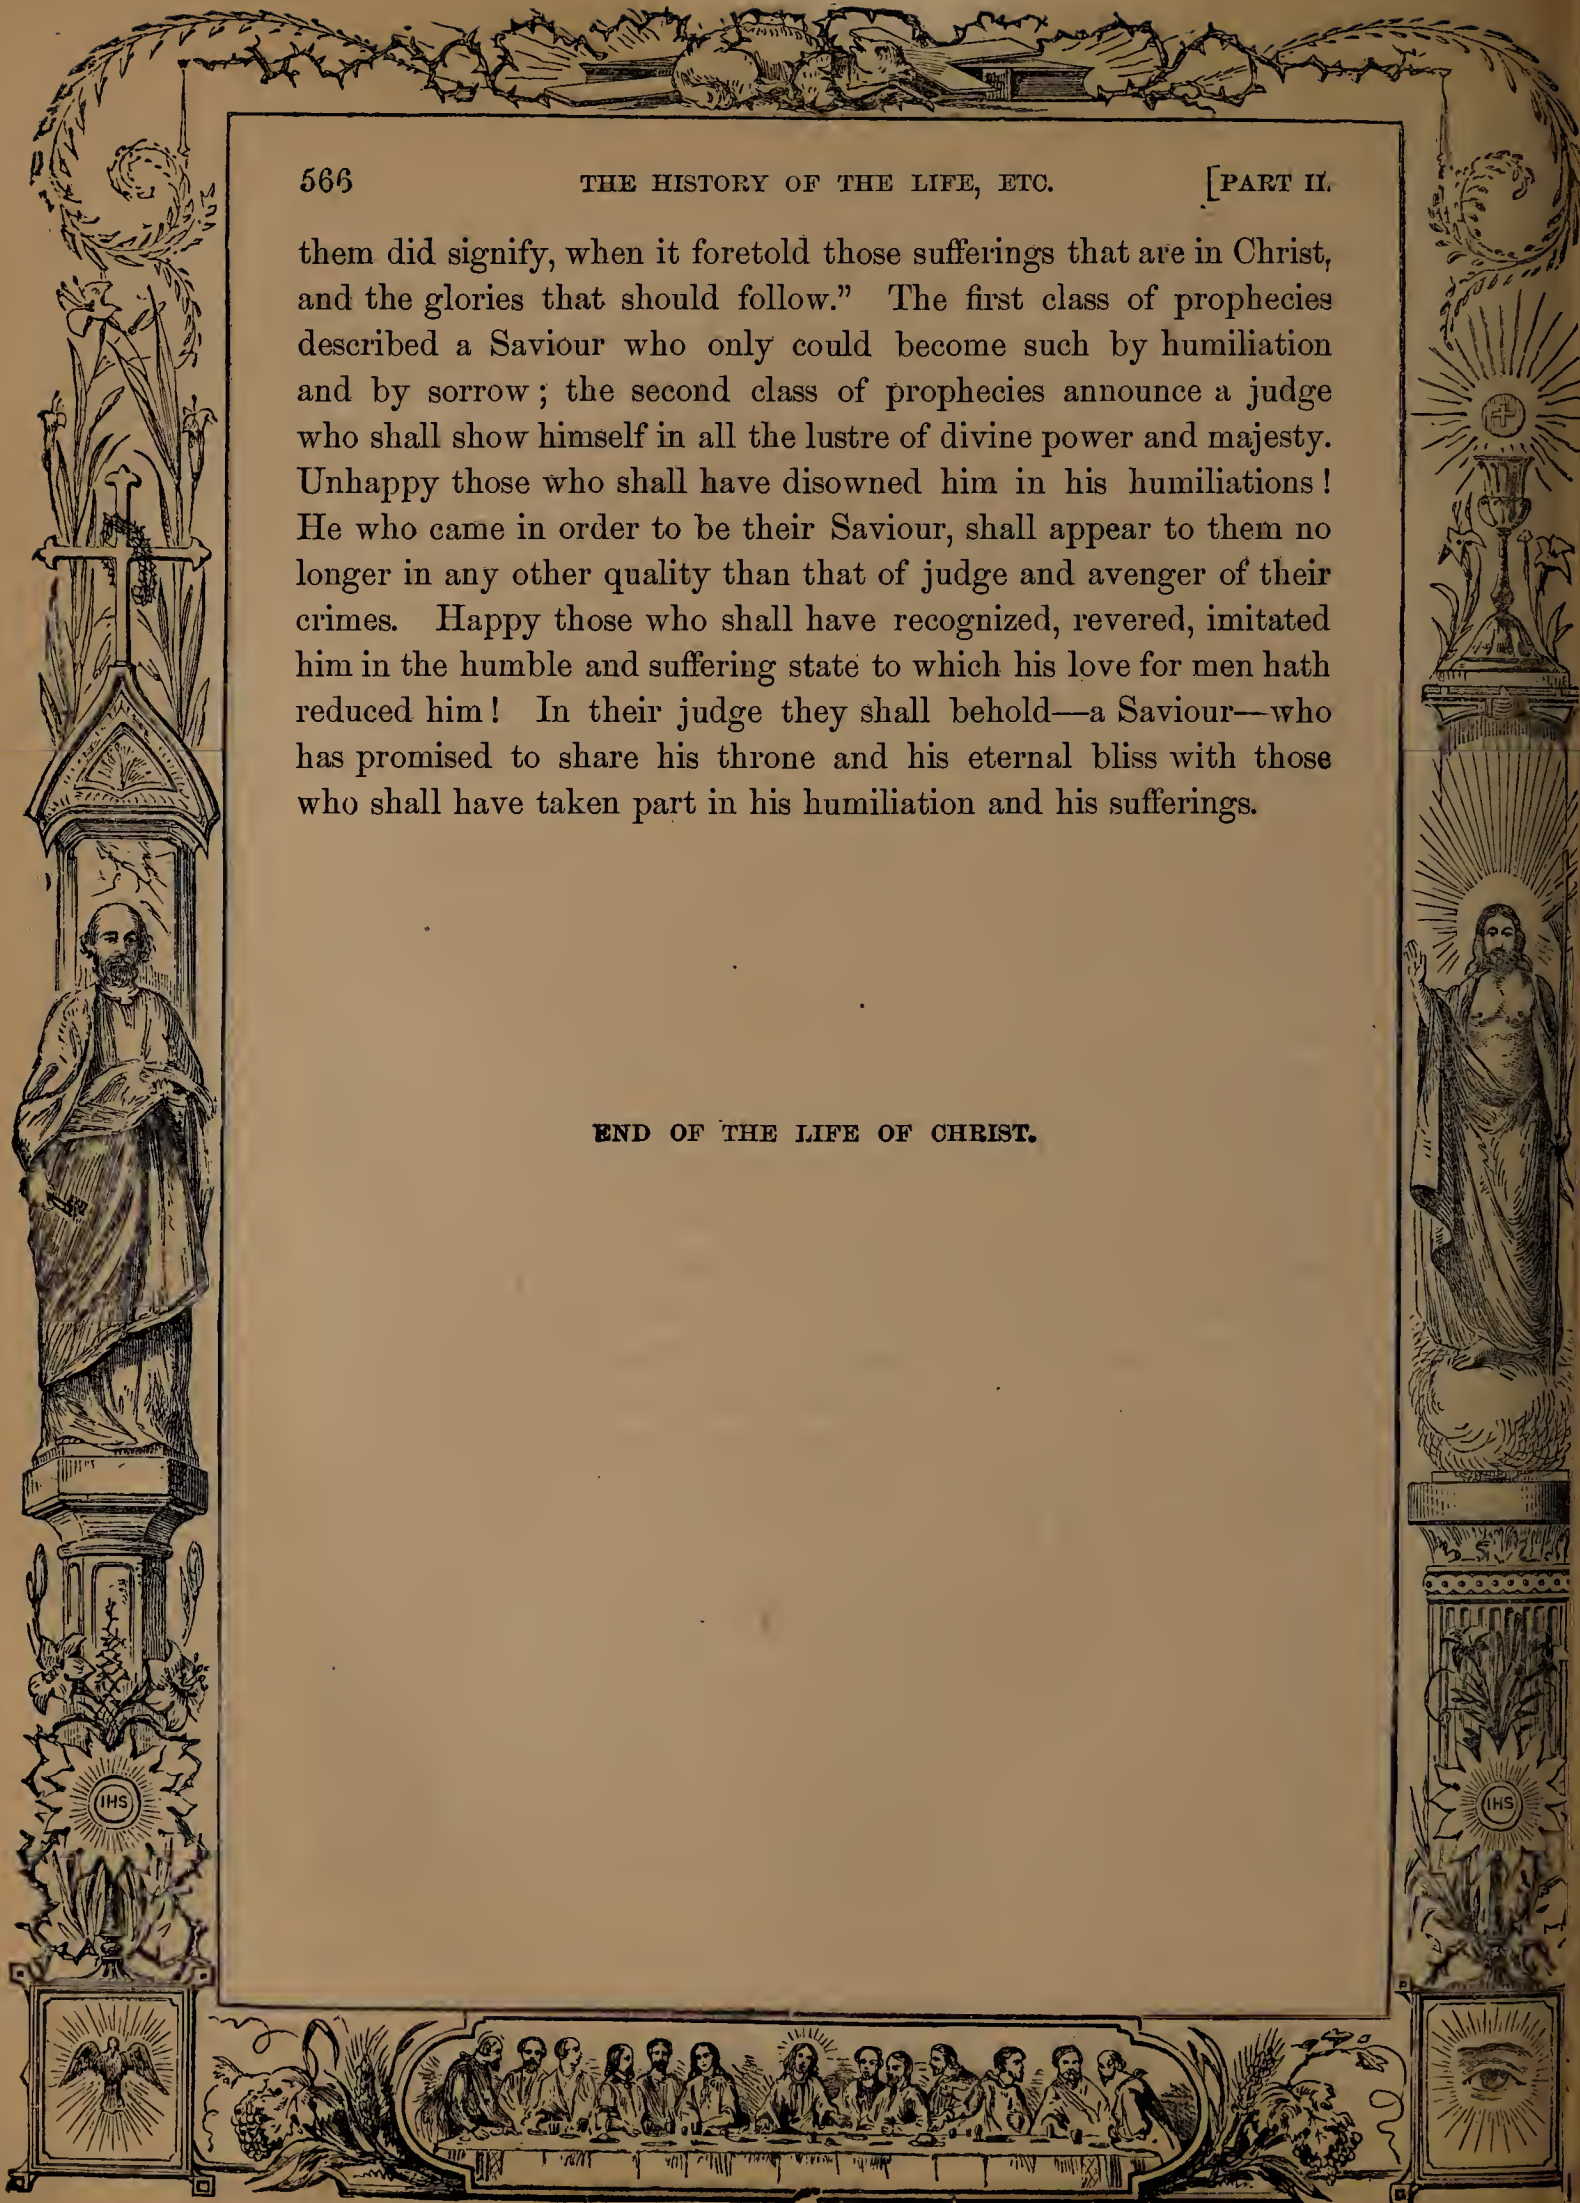 566 THE HISTORY OF THE LIFE, ETC. [PART II.
them did signify, when it foretold those sufferings that are in Christ,
and the glories that should follow.” The first class of prophecies
described a Saviour who only could become such by humiliation
and by sorrow; the second class of prophecies announce a judge
who shall show himself in all the lustre of divine power and majesty.
Unhappy those who shall have disowned him in his humiliations!
He who came in order to be their Saviour, shall appear to them no
longer in any other quality than that of judge and avenger of their
crimes. Happy those who shall have recognized, revered, imitated
him in the humble and suffering state to which his love for men hath
reduced him! In their judge they shall behold—a Saviour—who
has promised to share his throne and his eternal bliss with those
who shall have taken part in his humiliation and his sufferings.
END OF THE LIFE OF CHRIST.
IHS
IHS